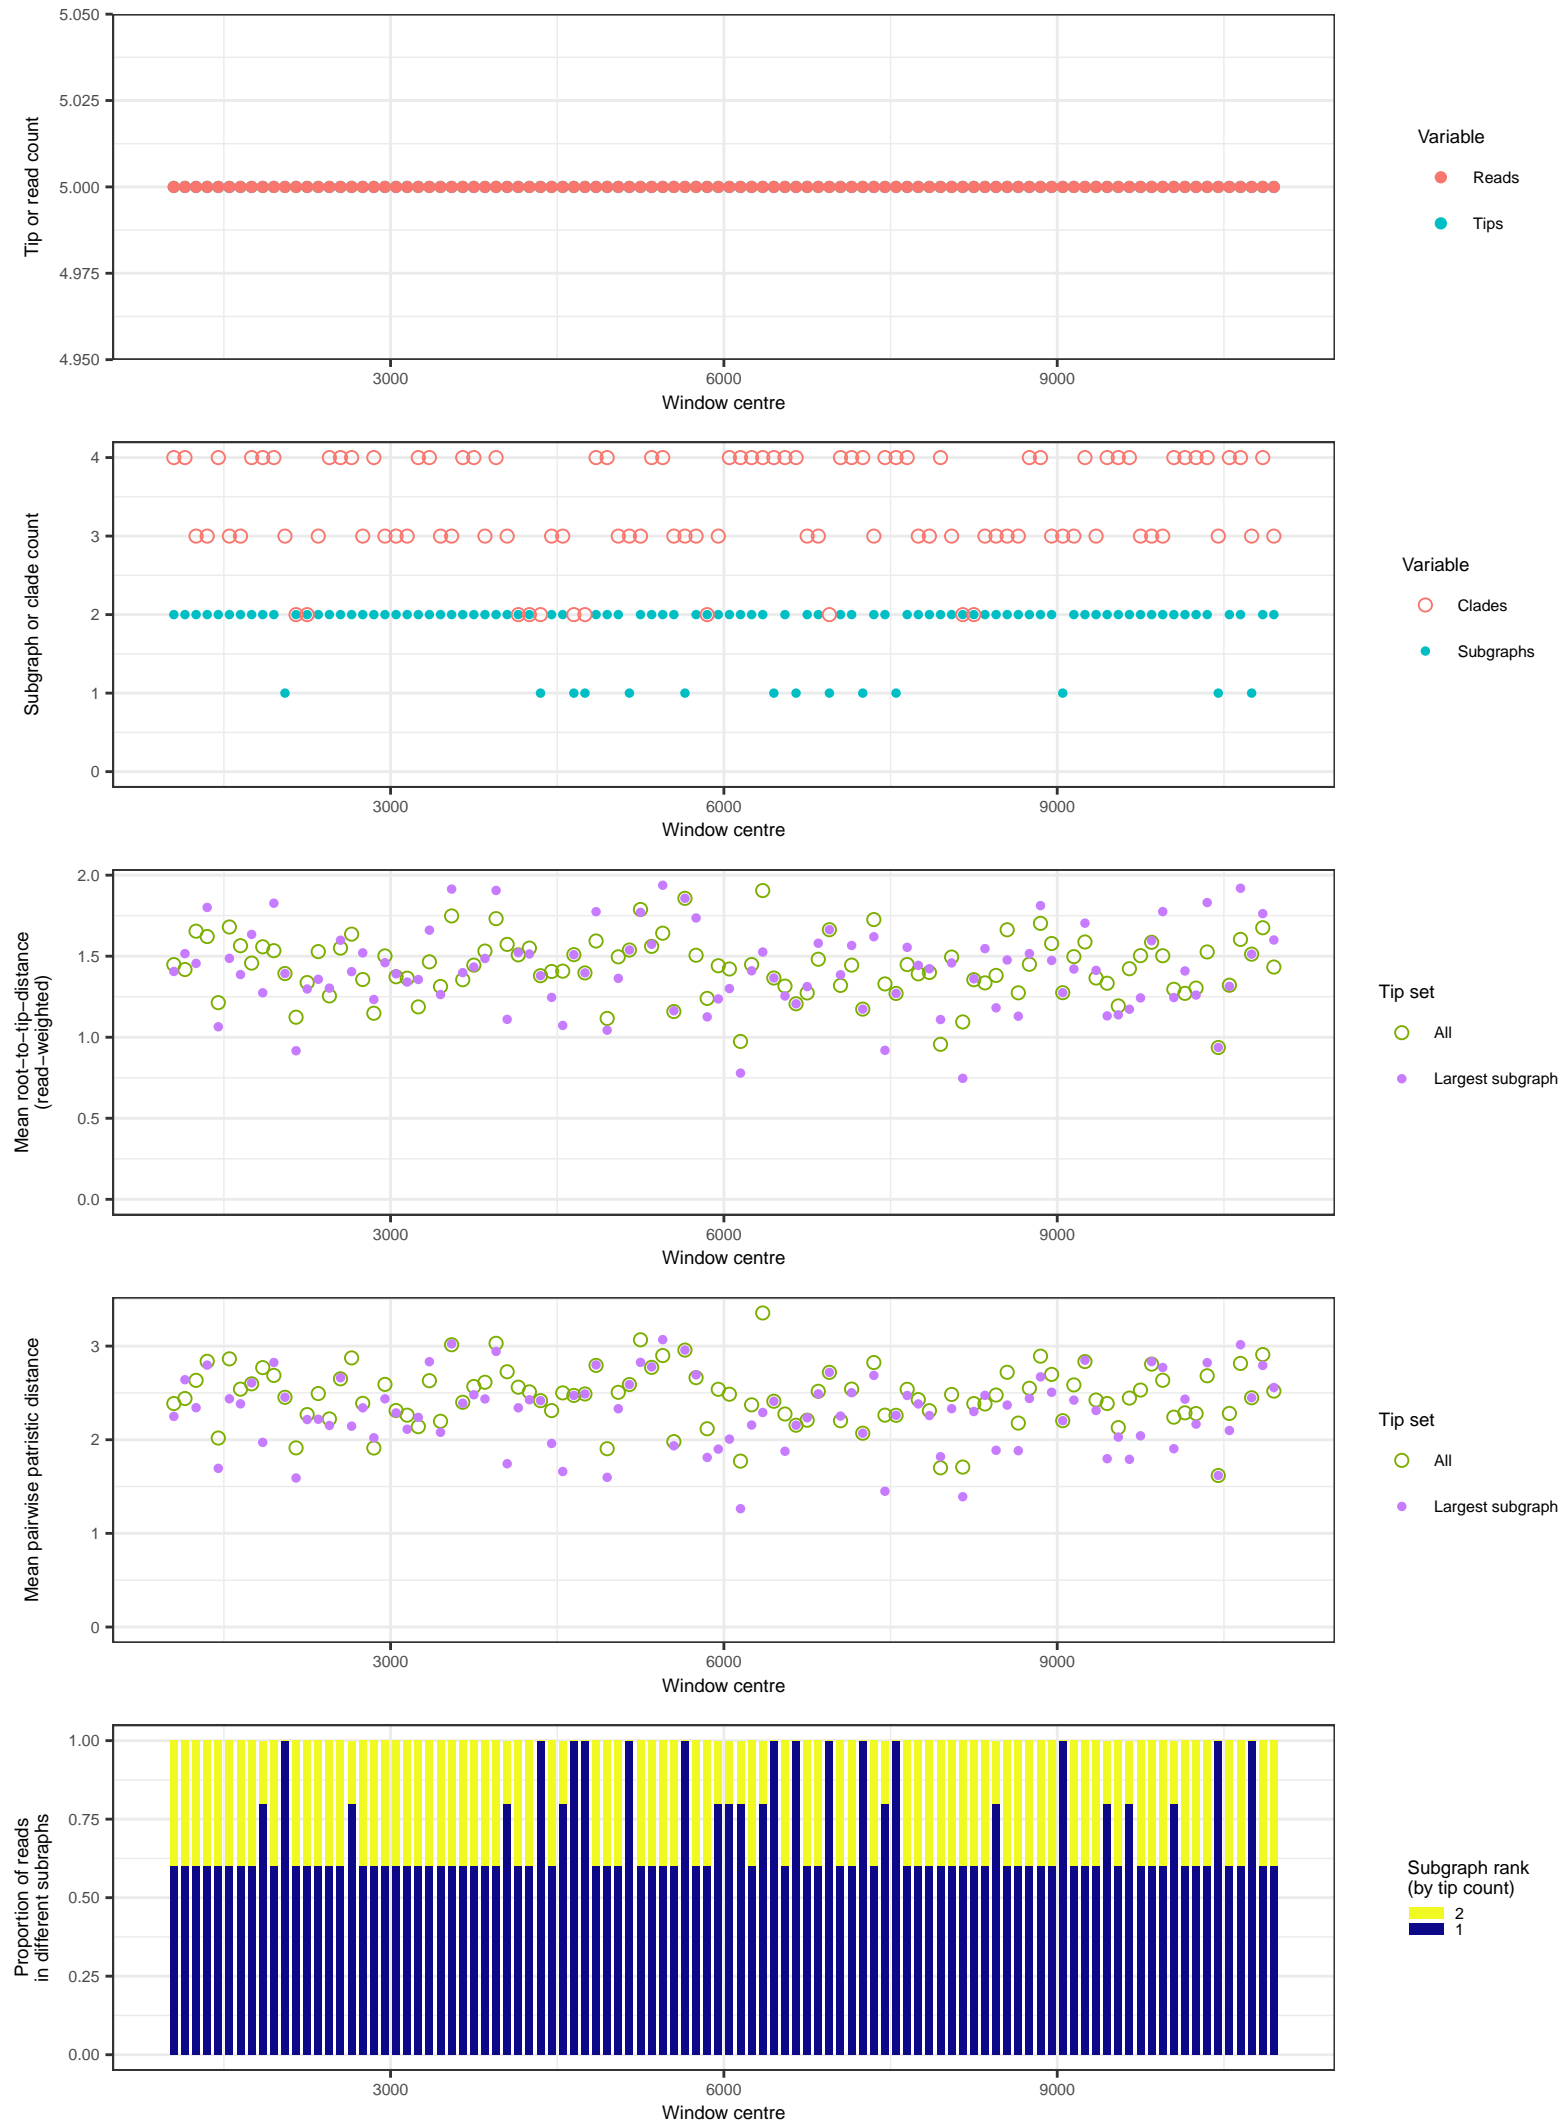 5.050
5.025
5.000
4.975
4.950
Tip or read count
3000
6000
9000
Window centre
Variable
Reads
Tips
4
3
2
1
0
Subgraph or clade count
3000
6000
9000
Window centre
Variable
Clades
Subgraphs
2.0
1.5
1.0
0.5
0.0
Mean root−to−tip−distance
(read−weighted)
3000
6000
9000
Window centre
Tip set
All
Largest subgraph
3
2
1
0
Mean pairwise patristic distance
3000
6000
9000
Window centre
Tip set
All
Largest subgraph
1.00
0.75
0.50
0.25
0.00
Proportion of reads
in different subraphs
3000
6000
9000
Window centre
Subgraph rank
(by tip count)
2
1